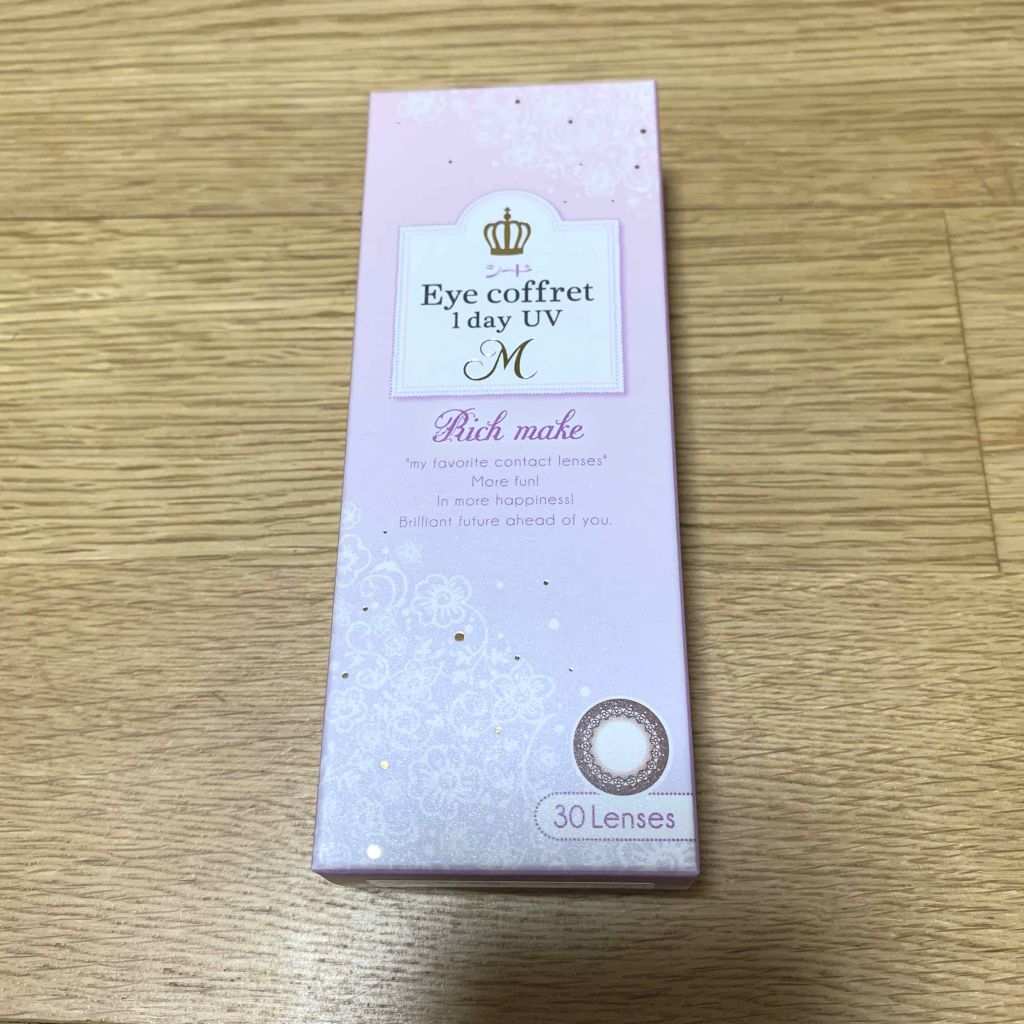 シード
Eye coffret
1 day UV
M
Rich make
"my favorite contact lenses"
More fun!
In more happiness!
Brilliant future ahead of you.
30 Lenses